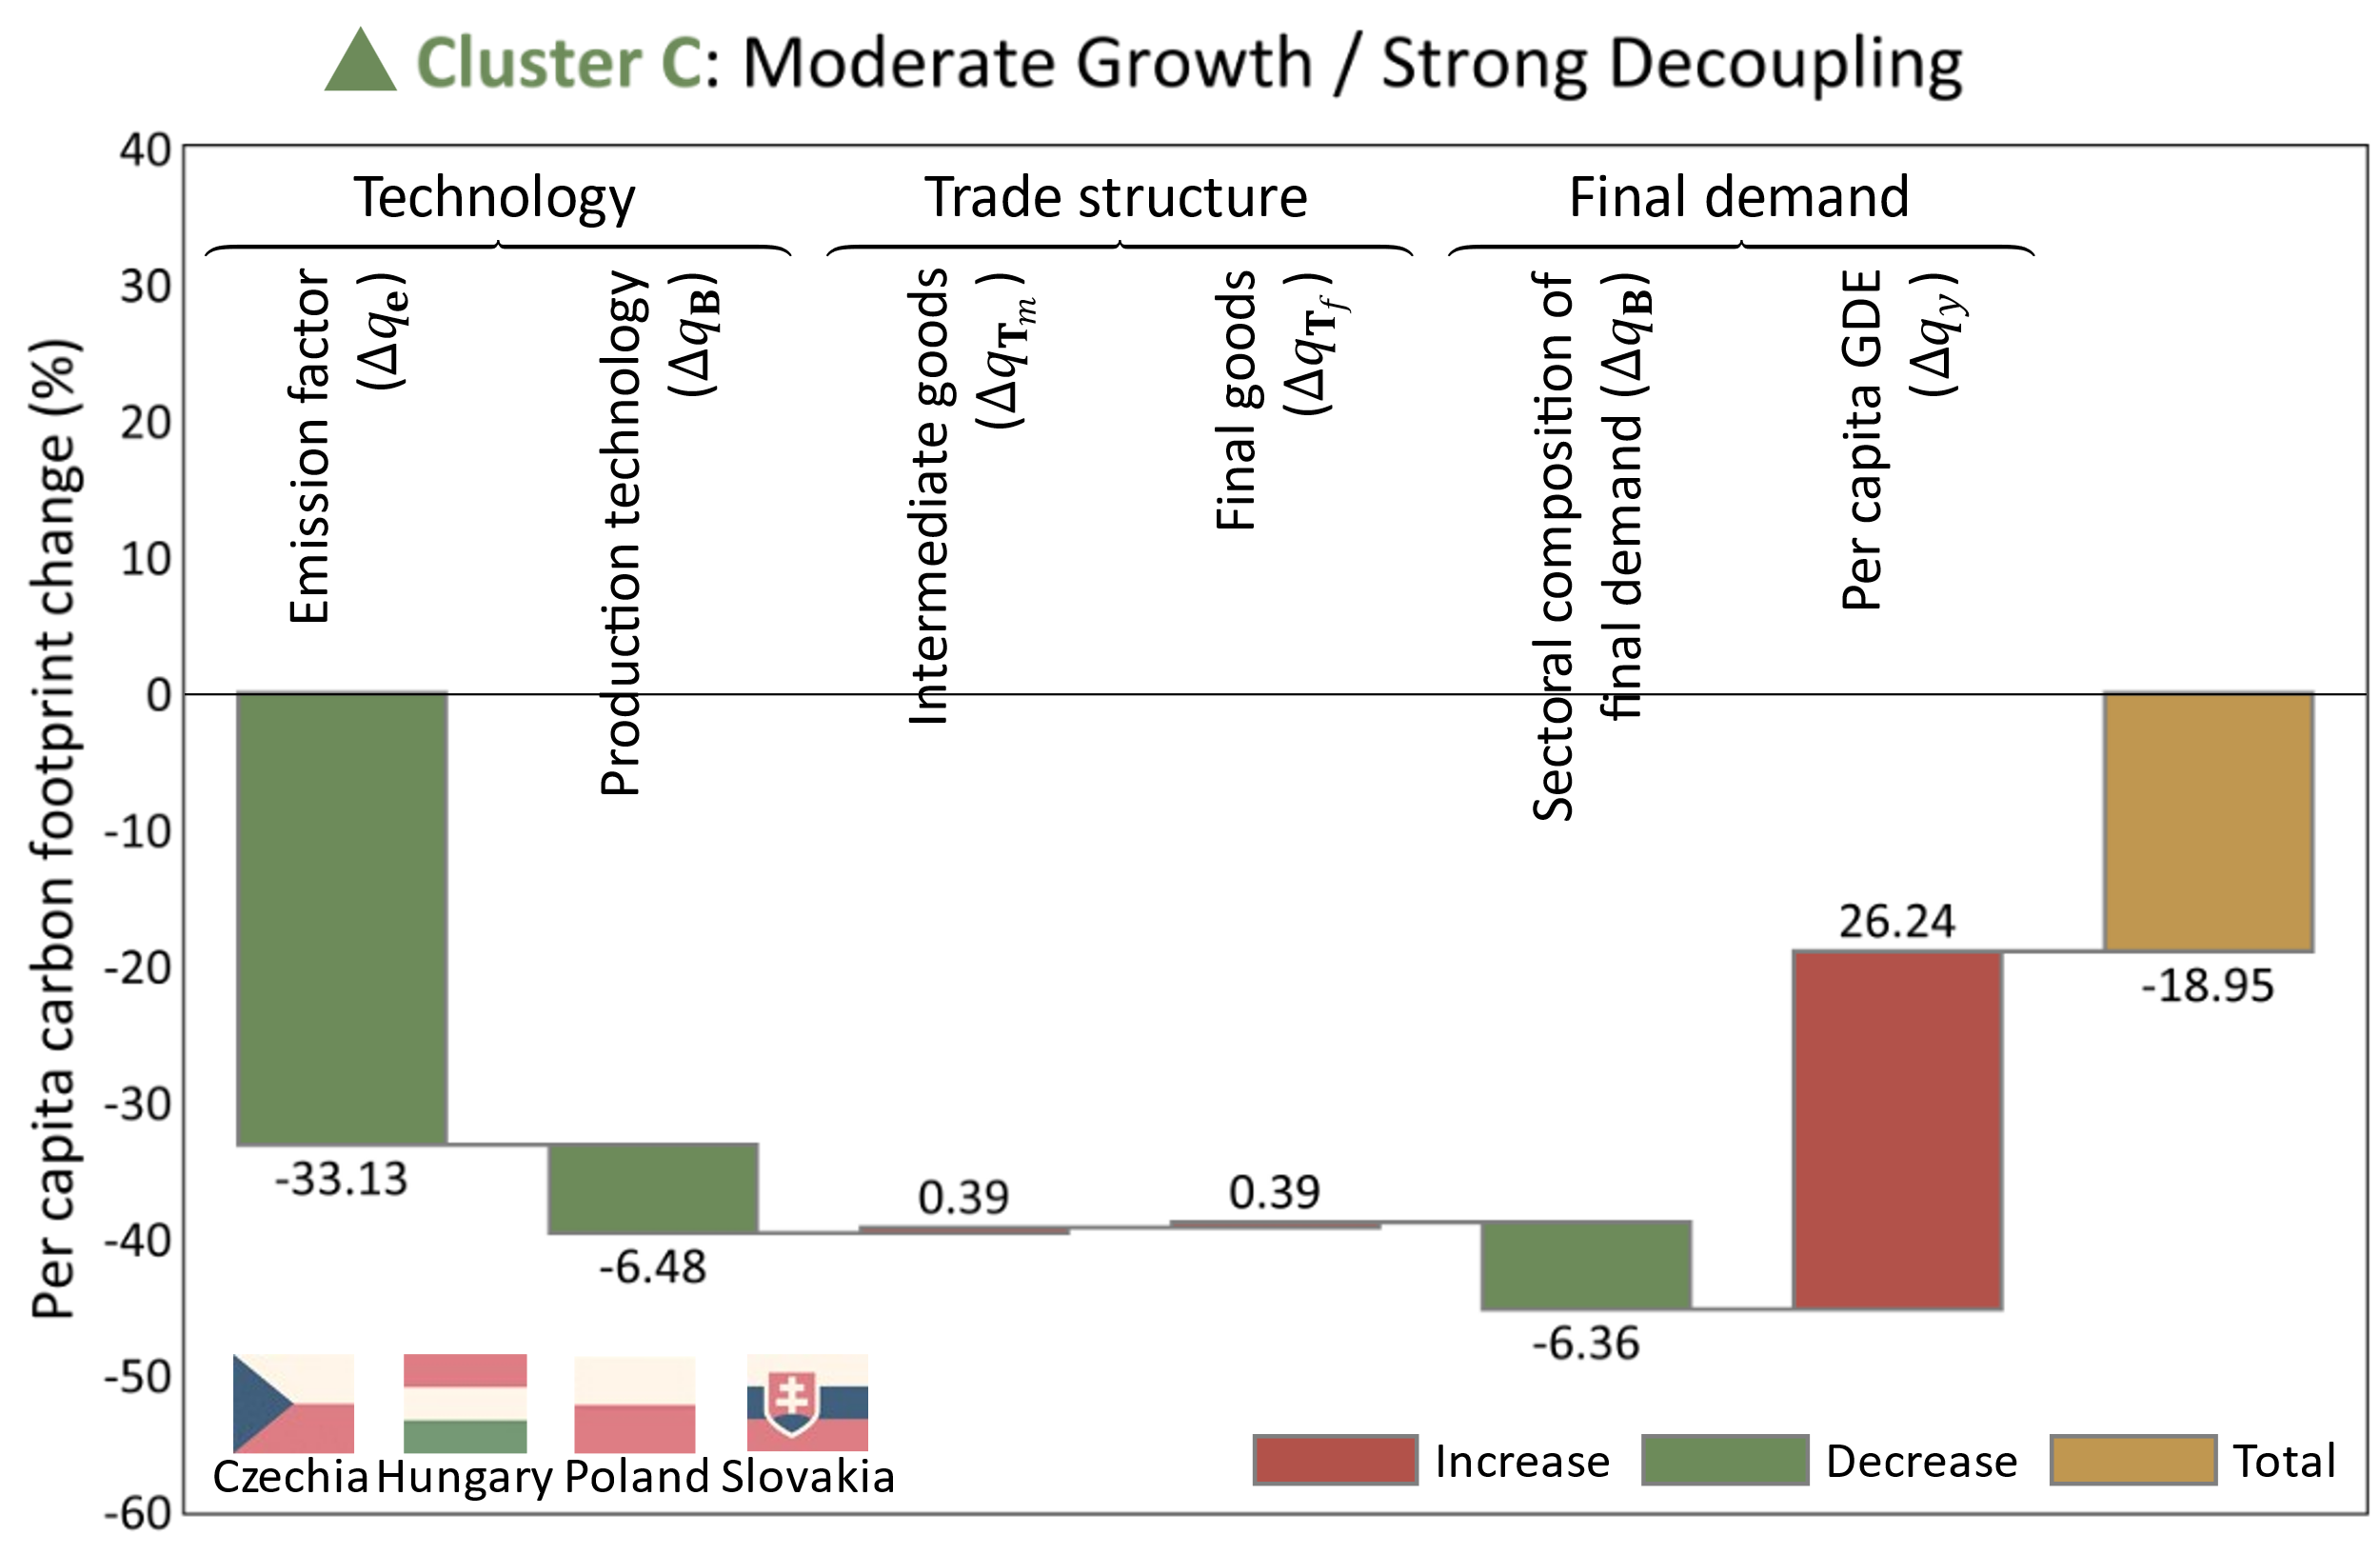 Cluster C: Moderate Growth / Strong Decoupling
Per capita carbon footprint change (%)
40
30
20
10
0
-10
-20
-30
-40
-50
-60
Technology
Trade structure
Final demand
Emission factor
(Δqe)
Production technology
(ΔqB)
Intermediate goods
(ΔqTm)
Final goods
(ΔqTf)
Sectoral composition of
final demand (ΔqB)
Per capita GDE
(Δqy)
-33.13
-6.48
0.39
0.39
-6.36
26.24
-18.95
Czechia
Hungary
Poland
Slovakia
Increase
Decrease
Total